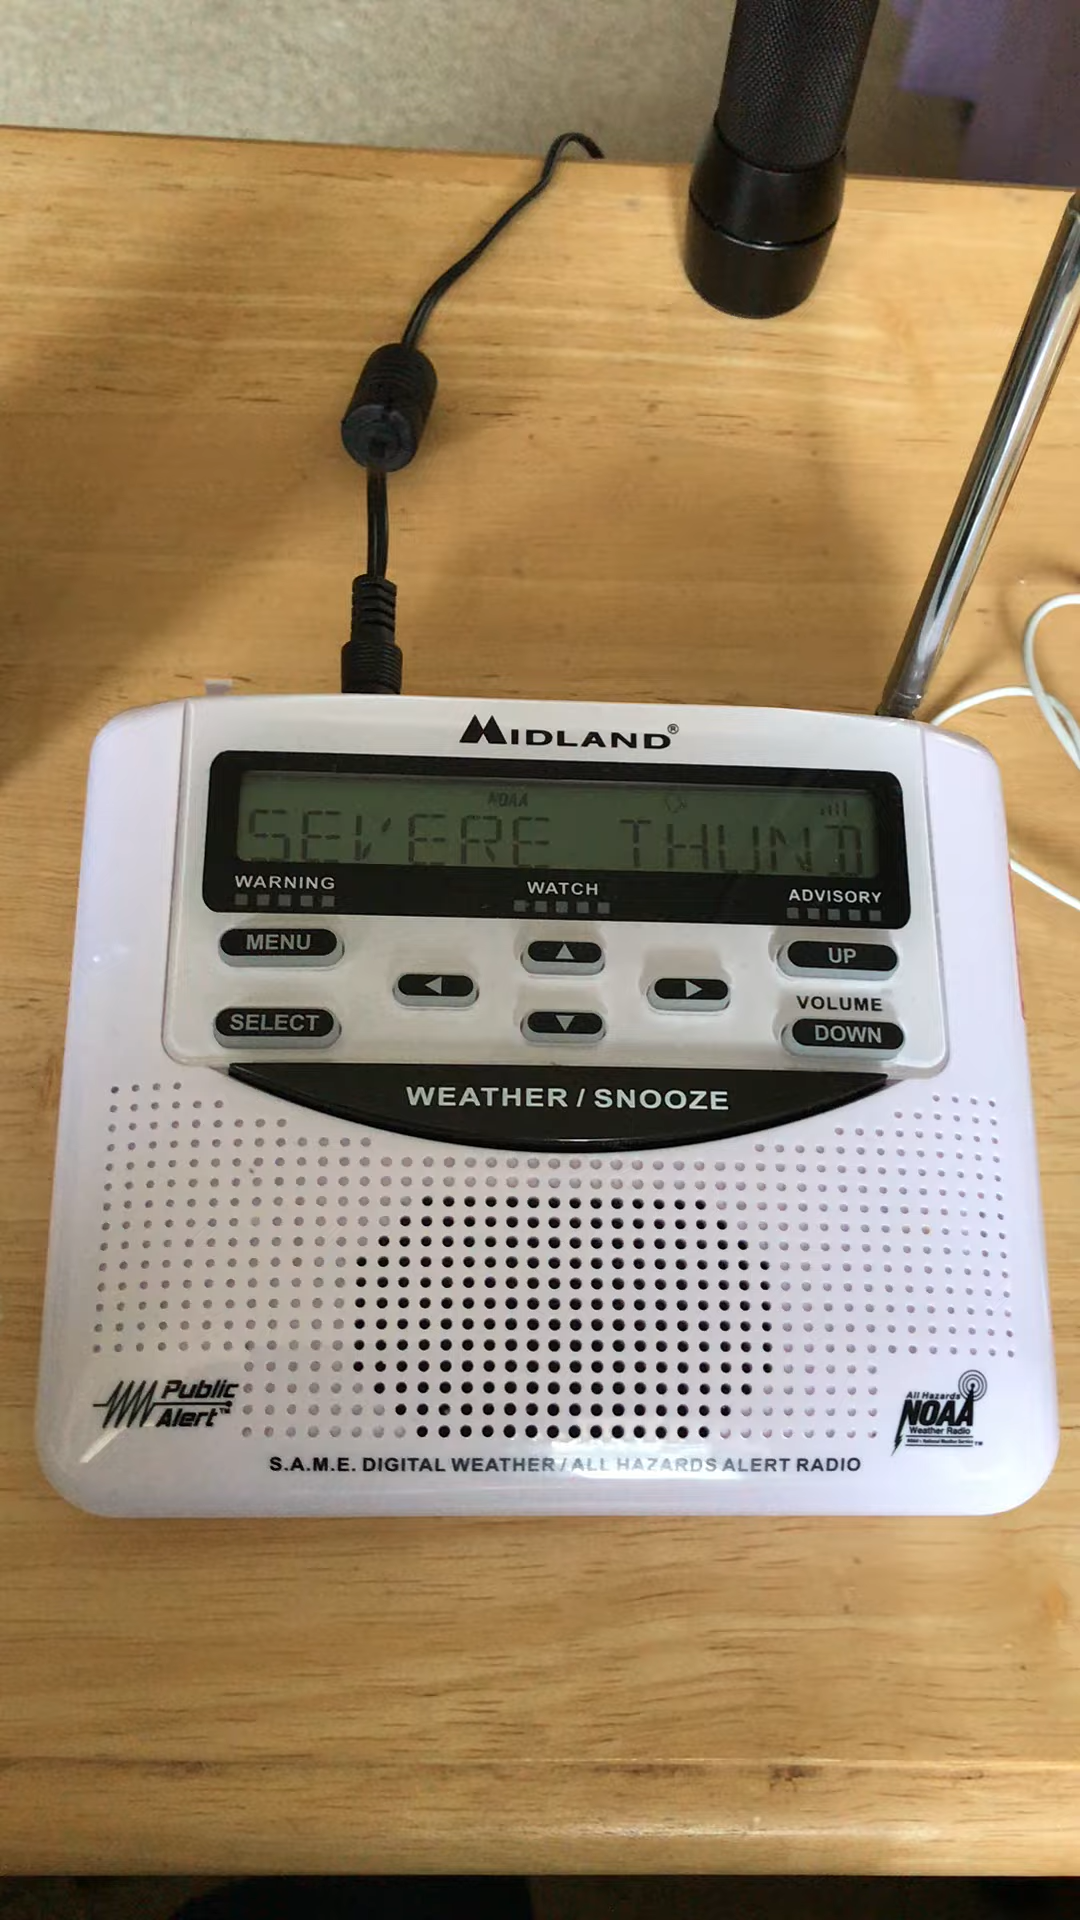 MIDLAND®
NOAA
SEVERE THUND
WARNING
WATCH
ADVISORY
MENU
UP
VOLUME
SELECT
DOWN
WEATHER / SNOOZE
Public
Alert™
All Hazards
NOAA
Weather Radio
S.A.M.E. DIGITAL WEATHER / ALL HAZARDS ALERT RADIO